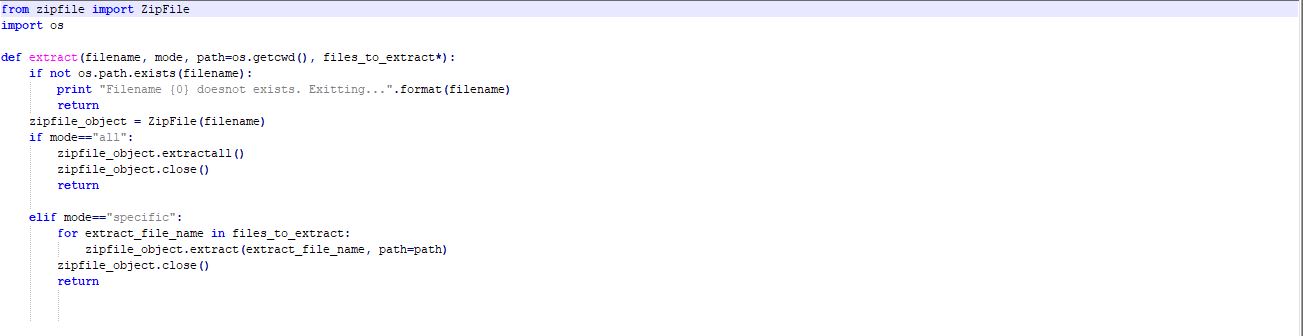 from zipfile import ZipFile
import os
def extract(filename, mode, path=os.getcwd(), files_to_extract*):
if not os.path.exists(filename):
print "Filename {0} doesnot exists. Exitting...".format(filename)
return
zipfile_object = ZipFile(filename)
if mode=="all":
zipfile_object.extractall()
zipfile_object.close()
return
elif mode=="specific":
for extract_file_name in files_to_extract:
zipfile_object.extract(extract_file_name, path=path)
zipfile_object.close()
return